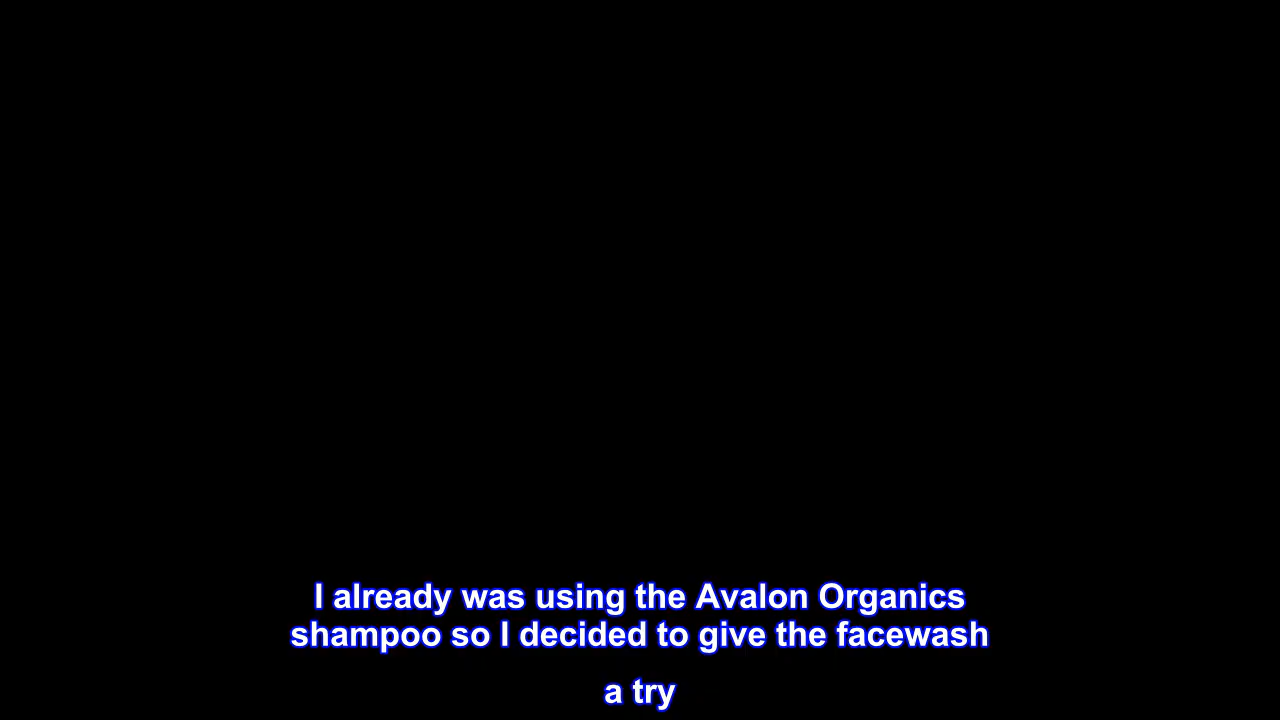 I already was using the Avalon Organics
shampoo so I decided to give the facewash
a try